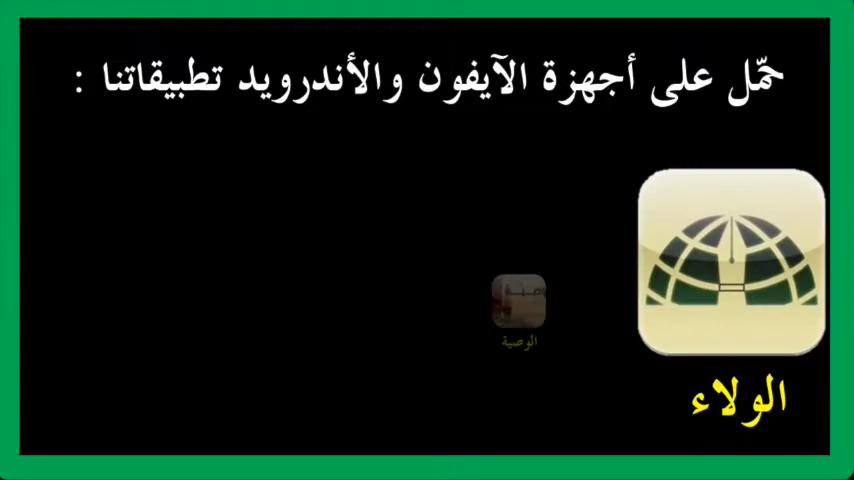 حمّل على أجهزة الآيفون والأندرويد تطبيقاتنا :
الولاء
الوصية